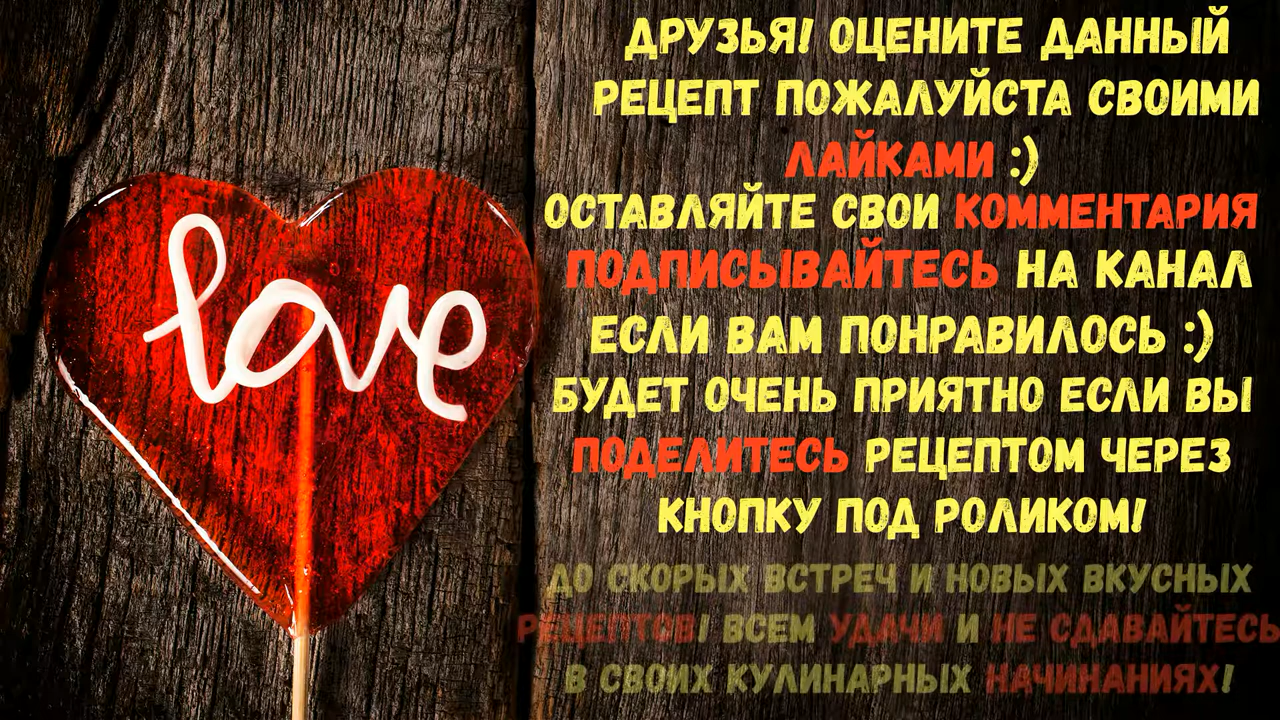 love
ДРУЗЬЯ! ОЦЕНИТЕ ДАННЫЙ
РЕЦЕПТ ПОЖАЛУЙСТА СВОИМИ
ЛАЙКАМИ :)
ОСТАВЛЯЙТЕ СВОИ КОММЕНТАРИЯ
ПОДПИСЫВАЙТЕСЬ НА КАНАЛ
ЕСЛИ ВАМ ПОНРАВИЛОСЬ :)
БУДЕТ ОЧЕНЬ ПРИЯТНО ЕСЛИ ВЫ
ПОДЕЛИТЕСЬ РЕЦЕПТОМ ЧЕРЕЗ
КНОПКУ ПОД РОЛИКОМ!
ДО СКОРЫХ ВСТРЕЧ И НОВЫХ ВКУСНЫХ
РЕЦЕПТОВ! ВСЕМ УДАЧИ И НЕ СДАВАЙТЕСЬ
В СВОИХ КУЛИНАРНЫХ НАЧИНАНИЯХ!